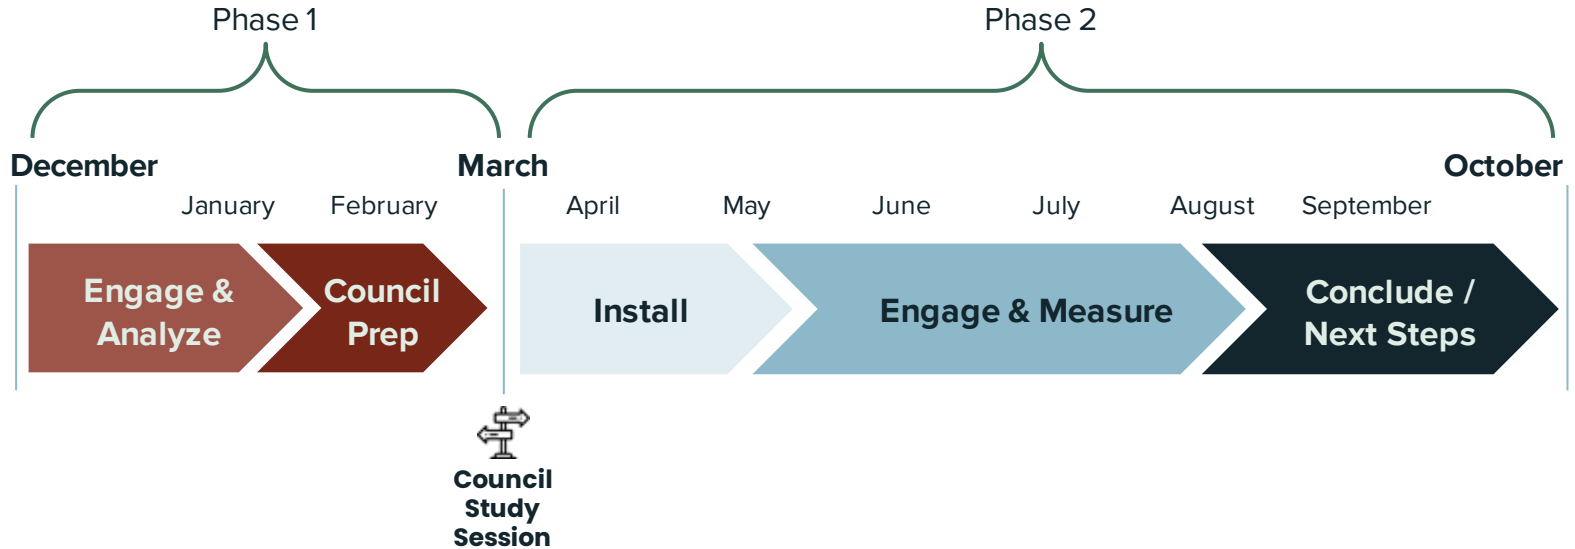 Phase 1
Phase 2
December
March
October
January
February
April
May
June
July
August
September
Engage &
Analyze
Council
Prep
Install
Engage & Measure
Conclude /
Next Steps
Council
Study
Session